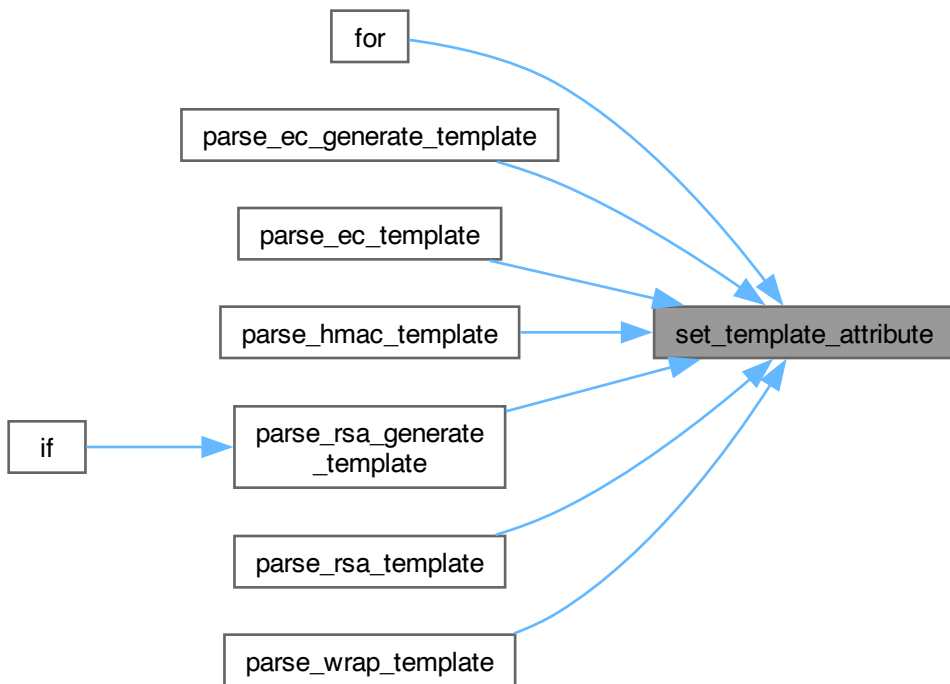 for
parse_ec_generate_template
parse_ec_template
set_template_attribute
parse_hmac_template
if
parse_rsa_generate
_template
parse_rsa_template
parse_wrap_template